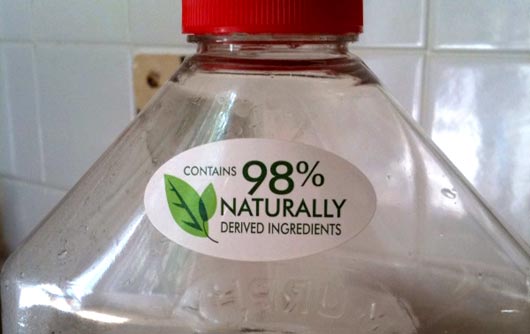 CONTAINS 98%
NATURALLY
DERIVED INGREDIENTS